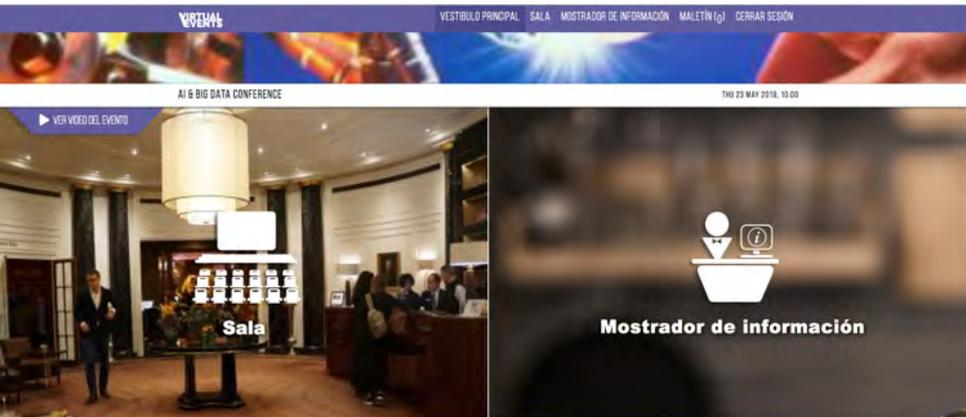 VIRTUAL
EVENTS
VESTIBULO PRINCIPAL SALA MOSTRADOR DE INFORMACIÓN MALETÍN (0) CERRAR SESIÓN
AI & BIG DATA CONFERENCE
THU 23 MAY 2019, 10:00
VER VIDEO DEL EVENTO
Sala
i
Mostrador de información